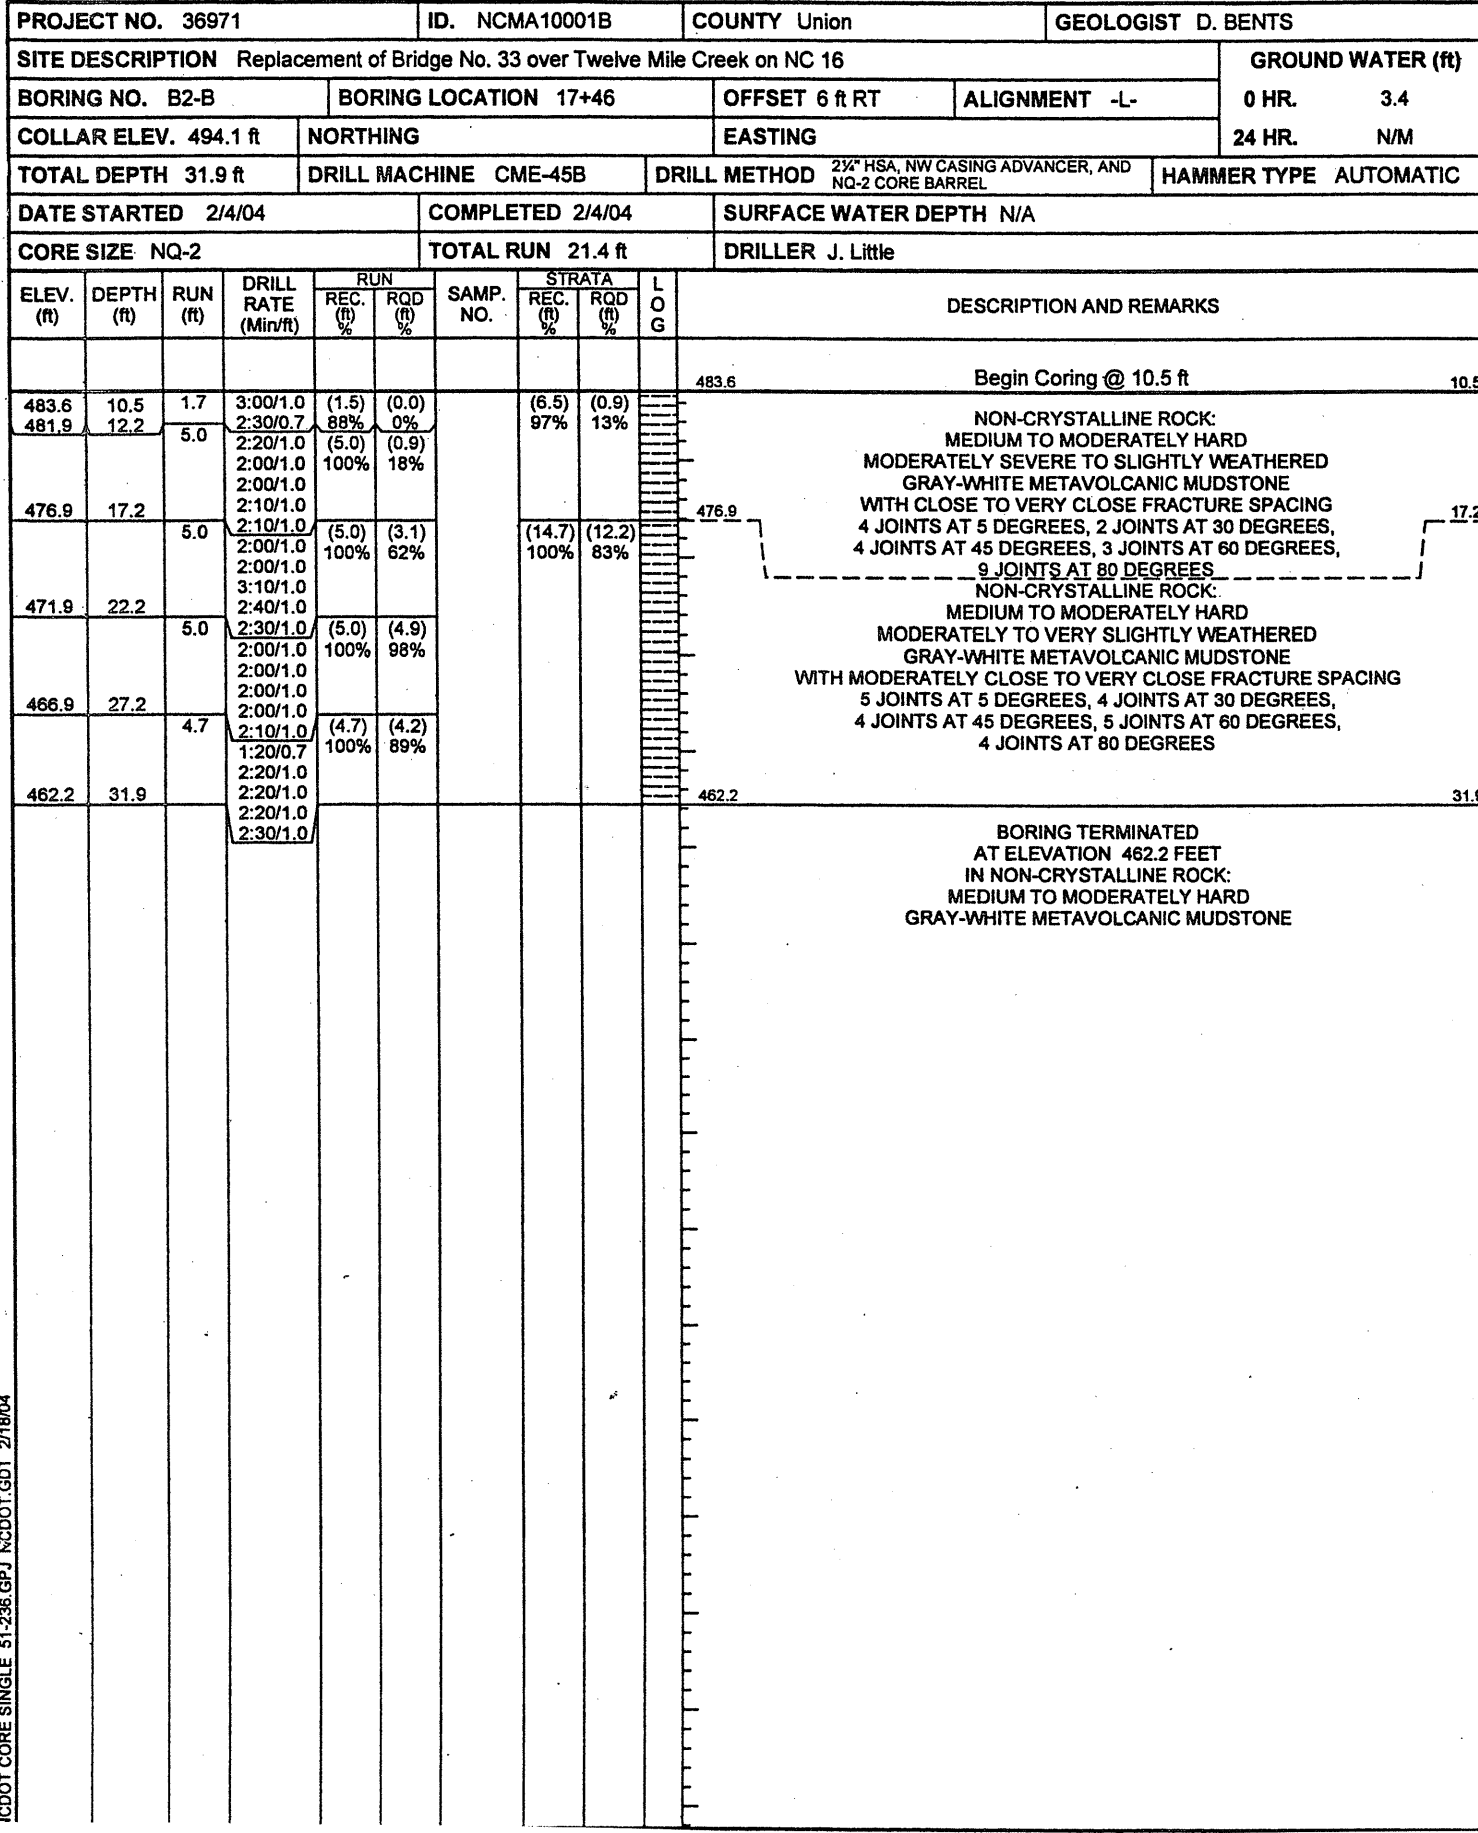 PROJECT NO. 36971 ID. NCMA10001B COUNTY Union GEOLOGIST D. BENTS
SITE DESCRIPTION Replacement of Bridge No. 33 over Twelve Mile Creek on NC 16 GROUND WATER (ft)
BORING NO. B2-B BORING LOCATION 17+46 OFFSET 6 ft RT ALIGNMENT -L- 0 HR. 3.4
COLLAR ELEV. 494.1 ft NORTHING EASTING 24 HR. N/M
TOTAL DEPTH 31.9 ft DRILL MACHINE CME-45B DRILL METHOD 2¼" HSA, NW CASING ADVANCER, AND NQ-2 CORE BARREL HAMMER TYPE AUTOMATIC
DATE STARTED 2/4/04 COMPLETED 2/4/04 SURFACE WATER DEPTH N/A
CORE SIZE NQ-2 TOTAL RUN 21.4 ft DRILLER J. Little
ELEV. (ft) DEPTH (ft) RUN (ft) DRILL RATE (Min/ft) RUN REC. (ft) % RQD (ft) % SAMP. NO. STRATA REC. (ft) % RQD (ft) % LOG DESCRIPTION AND REMARKS
483.6 Begin Coring @ 10.5 ft 10.5
483.6 10.5 1.7 3:00/1.0 (1.5) (0.0) (6.5) (0.9)
481.9 12.2 2:30/0.7 88% 0% 97% 13% NON-CRYSTALLINE ROCK:
5.0 2:20/1.0 (5.0) (0.9) MEDIUM TO MODERATELY HARD
2:00/1.0 100% 18% MODERATELY SEVERE TO SLIGHTLY WEATHERED
2:00/1.0 GRAY-WHITE METAVOLCANIC MUDSTONE
476.9 17.2 2:10/1.0 476.9 WITH CLOSE TO VERY CLOSE FRACTURE SPACING 17.2
5.0 2:10/1.0 (5.0) (3.1) (14.7) (12.2) 4 JOINTS AT 5 DEGREES, 2 JOINTS AT 30 DEGREES,
2:00/1.0 100% 62% 100% 83% 4 JOINTS AT 45 DEGREES, 3 JOINTS AT 60 DEGREES,
2:00/1.0 9 JOINTS AT 80 DEGREES
3:10/1.0 NON-CRYSTALLINE ROCK:
471.9 22.2 2:40/1.0 MEDIUM TO MODERATELY HARD
5.0 2:30/1.0 (5.0) (4.9) MODERATELY TO VERY SLIGHTLY WEATHERED
2:00/1.0 100% 98% GRAY-WHITE METAVOLCANIC MUDSTONE
2:00/1.0 WITH MODERATELY CLOSE TO VERY CLOSE FRACTURE SPACING
466.9 27.2 2:00/1.0 5 JOINTS AT 5 DEGREES, 4 JOINTS AT 30 DEGREES,
2:00/1.0
4.7 2:10/1.0 (4.7) (4.2) 4 JOINTS AT 45 DEGREES, 5 JOINTS AT 60 DEGREES,
1:20/0.7 100% 89% 4 JOINTS AT 80 DEGREES
2:20/1.0
462.2 31.9 2:20/1.0 462.2 31.9
2:20/1.0
2:30/1.0 BORING TERMINATED
AT ELEVATION 462.2 FEET
IN NON-CRYSTALLINE ROCK:
MEDIUM TO MODERATELY HARD
GRAY-WHITE METAVOLCANIC MUDSTONE
CORE SINGLE 51-236.GPJ NCDOT.GD1 2/18/04